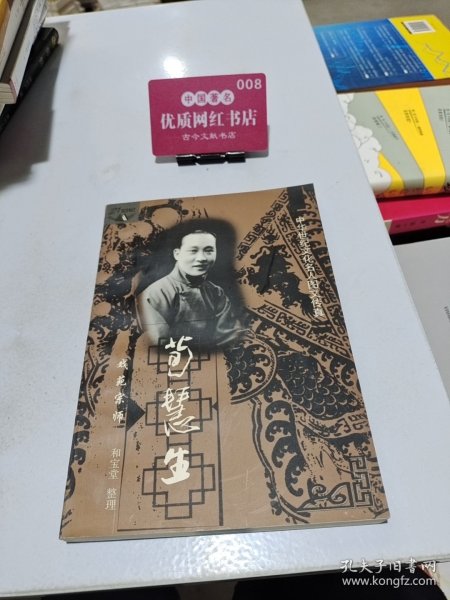 008
中国著名
优质网红书店
古今文献书店
荀慧生
戏苑宗师
和宝堂 整理
孔夫子旧书网
www.kongfz.com